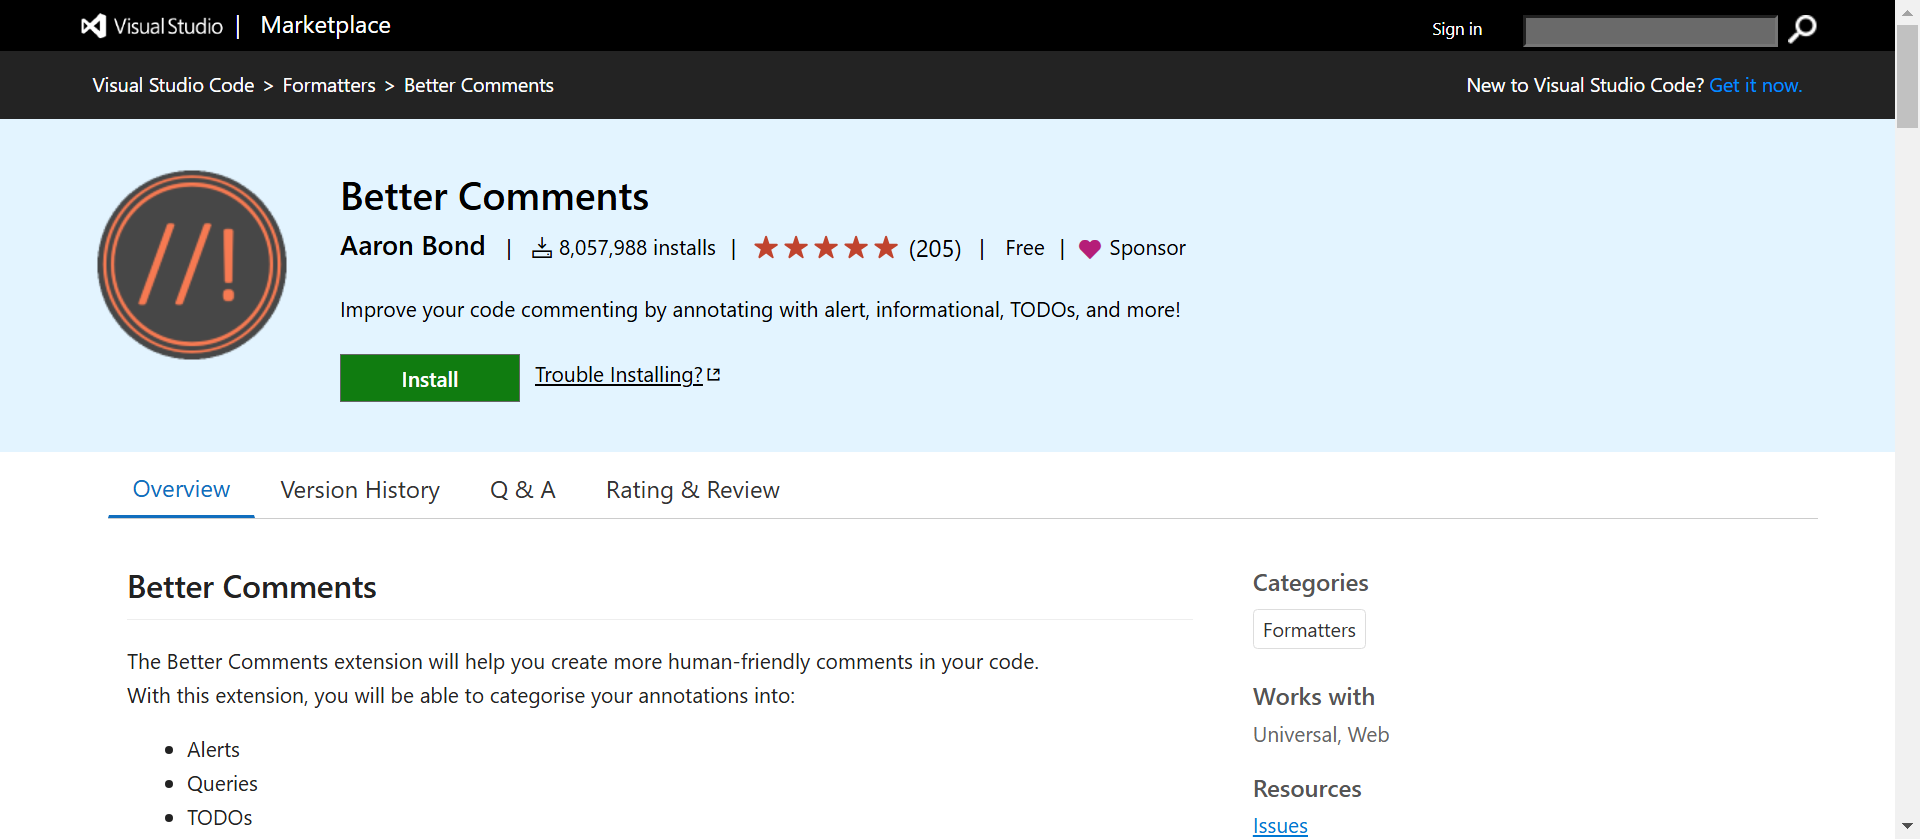 Visual Studio | Marketplace
Sign in
Visual Studio Code > Formatters > Better Comments
New to Visual Studio Code? Get it now.
//!
Better Comments
Aaron Bond | 8,057,988 installs | (205) | Free | Sponsor
Improve your code commenting by annotating with alert, informational, TODOs, and more!
Install
Trouble Installing?
Overview
Version History
Q & A
Rating & Review
Better Comments
The Better Comments extension will help you create more human-friendly comments in your code.
With this extension, you will be able to categorise your annotations into:
• Alerts
• Queries
• TODOs
Categories
Formatters
Works with
Universal, Web
Resources
Issues